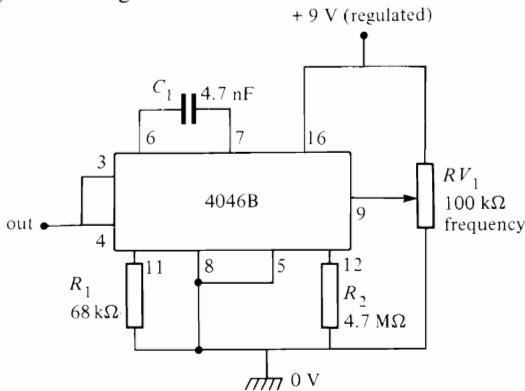 + 9 V (regulated)
C1
4.7 nF
6
7
16
3
4046B
9
RV1
100 kΩ
frequency
out
4
11
8
5
12
R1
68 kΩ
R2
4.7 MΩ
0 V